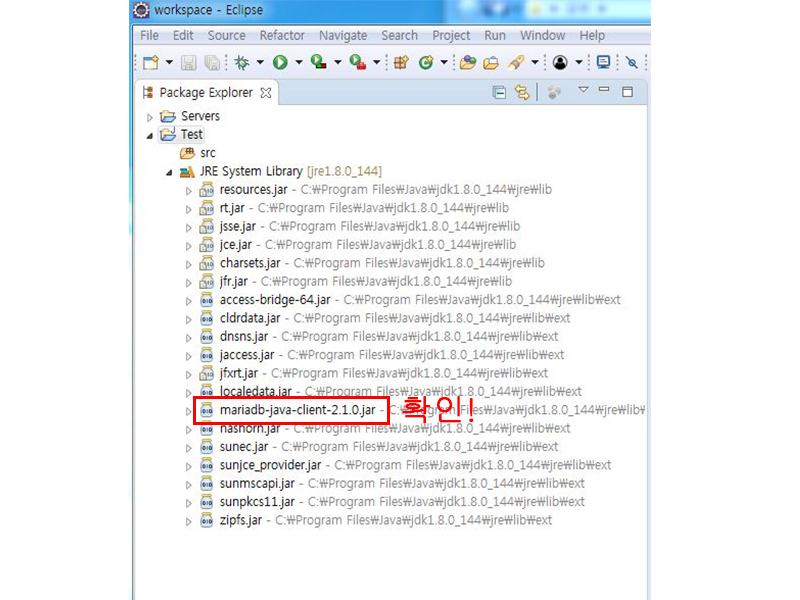 workspace - Eclipse
File Edit Source Refactor Navigate Search Project Run Window Help
Package Explorer
Servers
Test
src
JRE System Library [jre1.8.0_144]
resources.jar - C:₩Program Files₩Java₩jdk1.8.0_144₩jre₩lib
rt.jar - C:₩Program Files₩Java₩jdk1.8.0_144₩jre₩lib
jsse.jar - C:₩Program Files₩Java₩jdk1.8.0_144₩jre₩lib
jce.jar - C:₩Program Files₩Java₩jdk1.8.0_144₩jre₩lib
charsets.jar - C:₩Program Files₩Java₩jdk1.8.0_144₩jre₩lib
jfr.jar - C:₩Program Files₩Java₩jdk1.8.0_144₩jre₩lib
access-bridge-64.jar - C:₩Program Files₩Java₩jdk1.8.0_144₩jre₩lib₩ext
cldrdata.jar - C:₩Program Files₩Java₩jdk1.8.0_144₩jre₩lib₩ext
dnsns.jar - C:₩Program Files₩Java₩jdk1.8.0_144₩jre₩lib₩ext
jaccess.jar - C:₩Program Files₩Java₩jdk1.8.0_144₩jre₩lib₩ext
jfxrt.jar - C:₩Program Files₩Java₩jdk1.8.0_144₩jre₩lib₩ext
localedata.jar - C:₩Program Files₩Java₩jdk1.8.0_144₩jre₩lib₩ext
mariadb-java-client-2.1.0.jar - C:₩Program Files₩Java₩jdk1.8.0_144₩jre₩lib₩ 확인!
nashorn.jar - C:₩Program Files₩Java₩jdk1.8.0_144₩jre₩lib₩ext
sunec.jar - C:₩Program Files₩Java₩jdk1.8.0_144₩jre₩lib₩ext
sunjce_provider.jar - C:₩Program Files₩Java₩jdk1.8.0_144₩jre₩lib₩ext
sunmscapi.jar - C:₩Program Files₩Java₩jdk1.8.0_144₩jre₩lib₩ext
sunpkcs11.jar - C:₩Program Files₩Java₩jdk1.8.0_144₩jre₩lib₩ext
zipfs.jar - C:₩Program Files₩Java₩jdk1.8.0_144₩jre₩lib₩ext